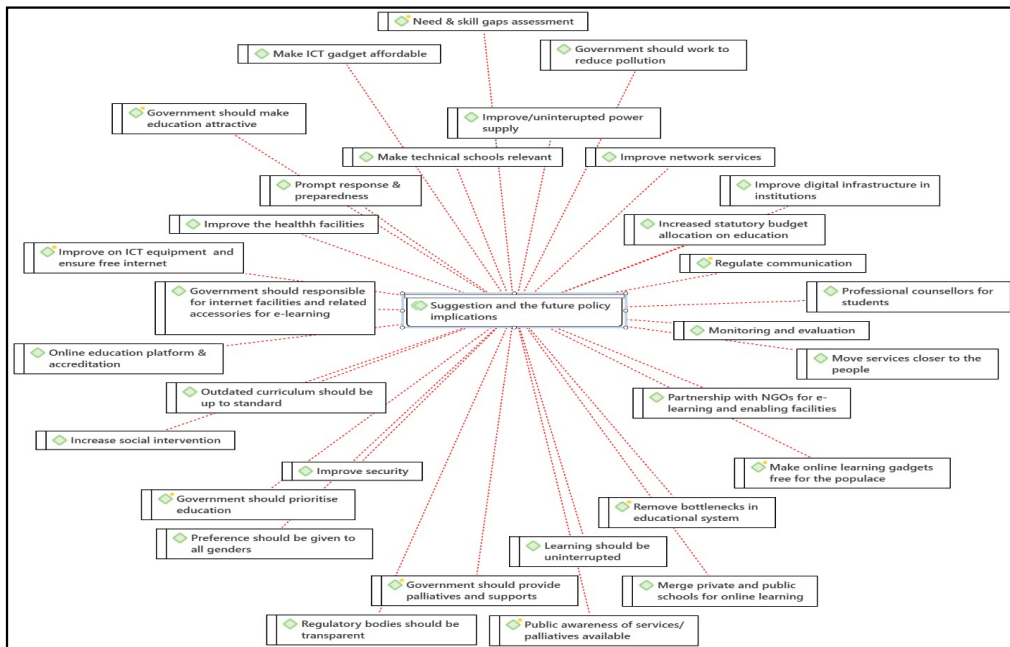 Need & skill gaps assessment
Make ICT gadget affordable
Government should work to
reduce pollution
Government should make
education attractive
Improve/uninterupted power
supply
Make technical schools relevant
Improve network services
Prompt response &
preparedness
Improve digital infrastructure in
institutions
Improve the healthh facilities
Increased statutory budget
allocation on education
Improve on ICT equipment and
ensure free internet
Regulate communication
Government should responsible
for internet facilities and related
accessories for e-learning
Suggestion and the future policy
implications
Professional counsellors for
students
Monitoring and evaluation
Online education platform &
accreditation
Move services closer to the
people
Outdated curriculum should be
up to standard
Partnership with NGOs for e-
learning and enabling facilities
Increase social intervention
Improve security
Make online learning gadgets
free for the populace
Government should prioritise
education
Remove bottlenecks in
educational system
Preference should be given to
all genders
Learning should be
uninterrupted
Government should provide
palliatives and supports
Merge private and public
schools for online learning
Regulatory bodies should be
transparent
Public awareness of services/
palliatives available